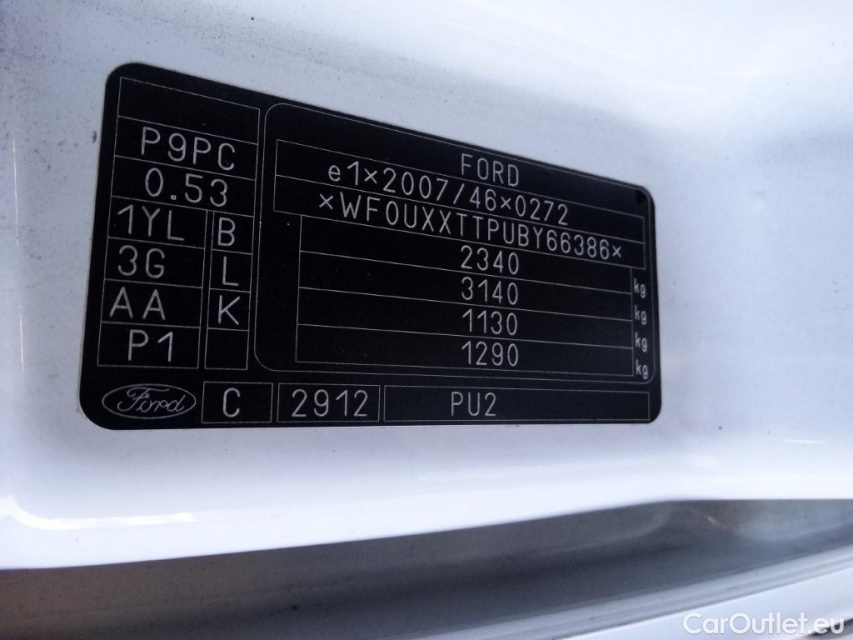 FORD
e1×2007/46×0272
×WF0UXXTTPUBY66386×
2340 kg
3140 kg
1130 kg
1290 kg
P9PC
0.53
1YL B
3G L
AA K
P1
Ford C 2912 PU2
CarOutlet.eu